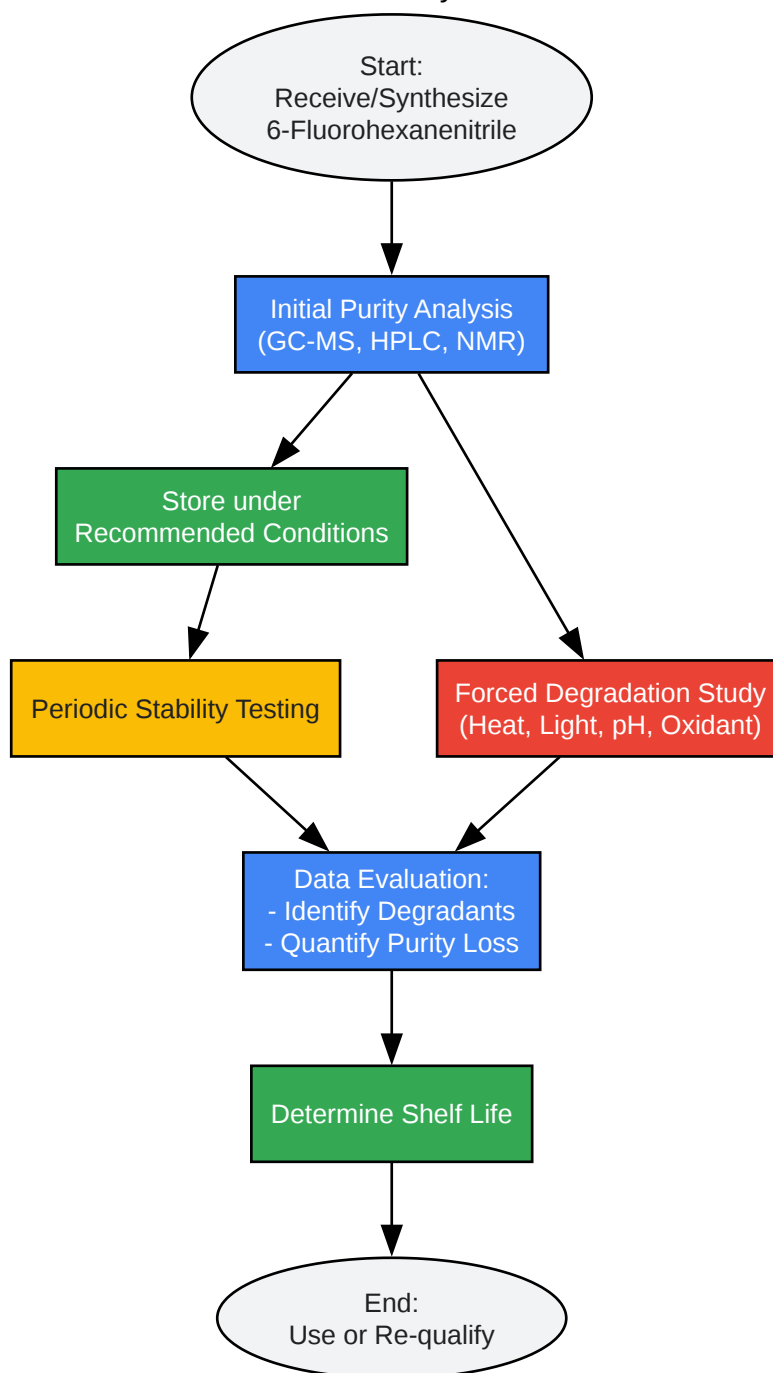 Start:
Receive/Synthesize
6-Fluorohexanenitrile
Initial Purity Analysis
(GC-MS, HPLC, NMR)
Store under
Recommended Conditions
Periodic Stability Testing
Forced Degradation Study
(Heat, Light, pH, Oxidant)
Data Evaluation:
- Identify Degradants
- Quantify Purity Loss
Determine Shelf Life
End:
Use or Re-qualify